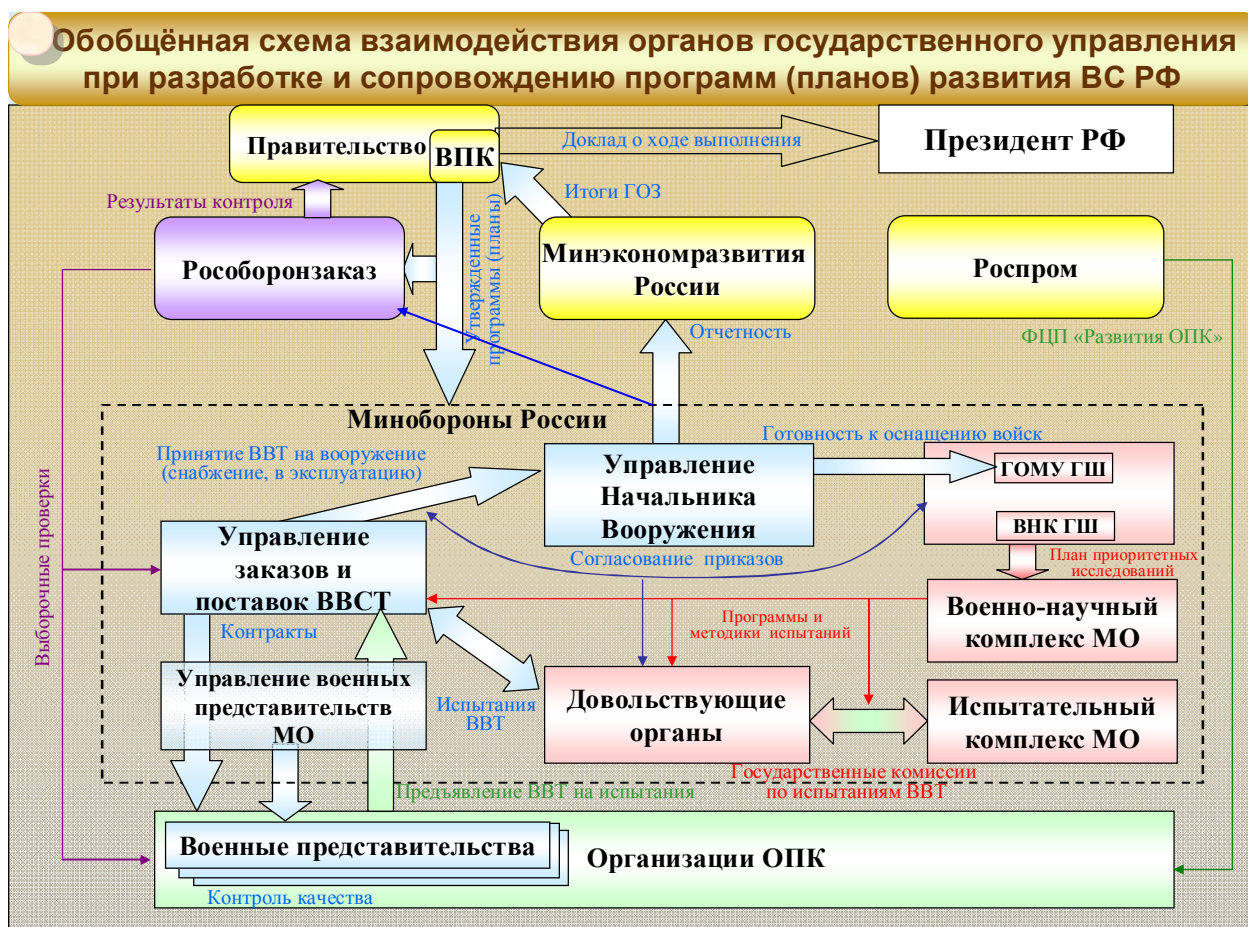 Обобщённая схема взаимодействия органов государственного управления
при разработке и сопровождению программ (планов) развития ВС РФ
Правительство
ВПК
Доклад о ходе выполнения
Президент РФ
Результаты контроля
Итоги ГОЗ
Утвержденные
программы (планы)
Рособоронзаказ
Минэкономразвития
России
Роспром
Отчетность
ФЦП «Развития ОПК»
Минобороны России
Принятие ВВТ на вооружение
(снабжение, в эксплуатацию)
Управление
Начальника
Вооружения
Готовность к оснащению войск
ГОМУ ГШ
ВНК ГШ
Управление
заказов и
поставок ВВСТ
Согласование приказов
План приоритетных
исследований
Выборочные проверки
Контракты
Программы и
методики испытаний
Военно-научный
комплекс МО
Управление военных
представительств
МО
Испытания
ВВТ
Довольствующие
органы
Испытательный
комплекс МО
Государственные комиссии
по испытаниям ВВТ
Предъявление ВВТ на испытания
Военные представительства
Организации ОПК
Контроль качества